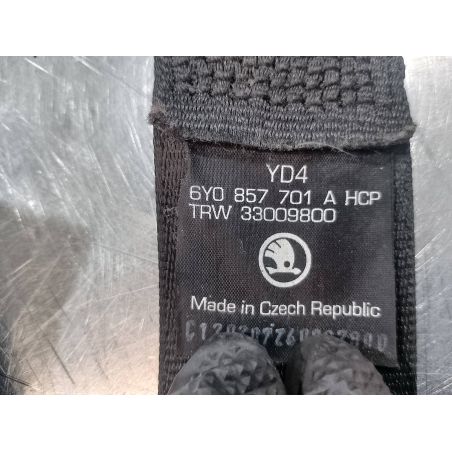 YD4
6Y0 857 701 A HCP
TRW 33009800
Made in Czech Republic